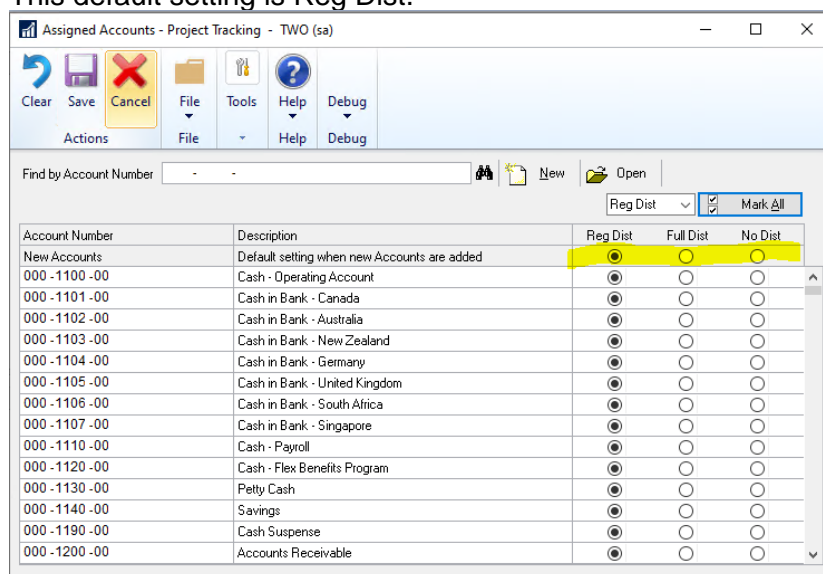 This default setting is Reg Dist.
Assigned Accounts - Project Tracking - TWO (sa)
Clear Save Cancel File Tools Help Debug
Actions File Help Debug
Find by Account Number - - New Open
Reg Dist Mark All
Account Number Description Reg Dist Full Dist No Dist
New Accounts Default setting when new Accounts are added
000 -1100 -00 Cash - Operating Account
000 -1101 -00 Cash in Bank - Canada
000 -1102 -00 Cash in Bank - Australia
000 -1103 -00 Cash in Bank - New Zealand
000 -1104 -00 Cash in Bank - Germany
000 -1105 -00 Cash in Bank - United Kingdom
000 -1106 -00 Cash in Bank - South Africa
000 -1107 -00 Cash in Bank - Singapore
000 -1110 -00 Cash - Payroll
000 -1120 -00 Cash - Flex Benefits Program
000 -1130 -00 Petty Cash
000 -1140 -00 Savings
000 -1190 -00 Cash Suspense
000 -1200 -00 Accounts Receivable